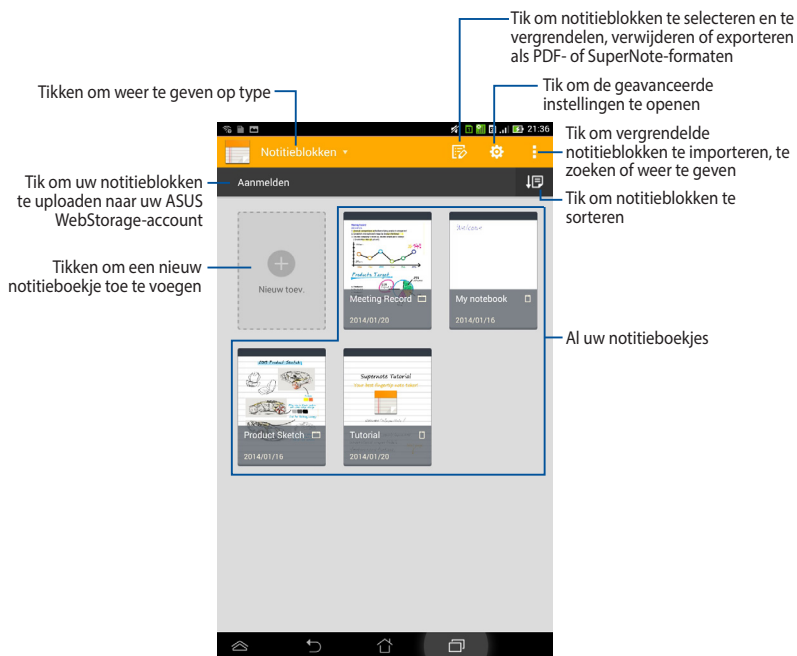 Tik om notitieblokken te selecteren en te
vergrendelen, verwijderen of exporteren
als PDF- of SuperNote-formaten
Tikken om weer te geven op type
Tik om de geavanceerde
instellingen te openen
21:36
Notitieblokken
Tik om vergrendelde
notitieblokken te importeren, te
zoeken of weer te geven
Tik om uw notitieblokken
te uploaden naar uw ASUS
WebStorage-account
Aanmelden
Tik om notitieblokken te
sorteren
Tikken om een nieuw
notitieboekje toe te voegen
Nieuw toev.
Products Target
Meeting Record
2014/01/20
Welcome
My notebook
2014/01/16
Al uw notitieboekjes
Product Sketch
2014/01/16
Supernote Tutorial
Tutorial
2014/01/20